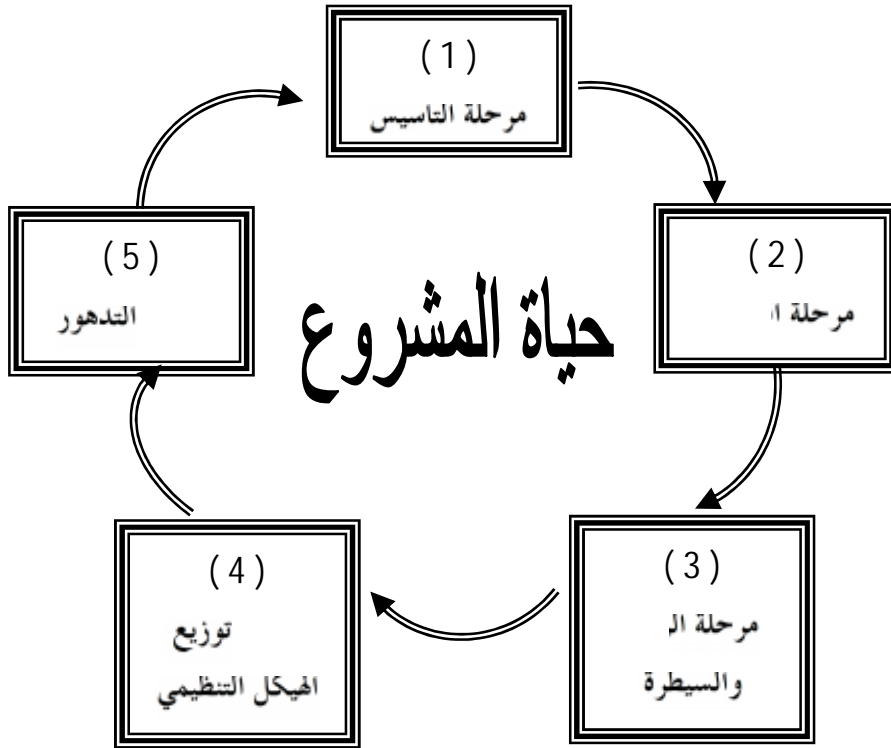 (1)
مرحلة التاسيس
(2)
مرحلة
(3)
مرحلة
والسيطرة
(4)
توزيع
الهيكل التنظيمي
(5)
التدهور
حياة المشروع